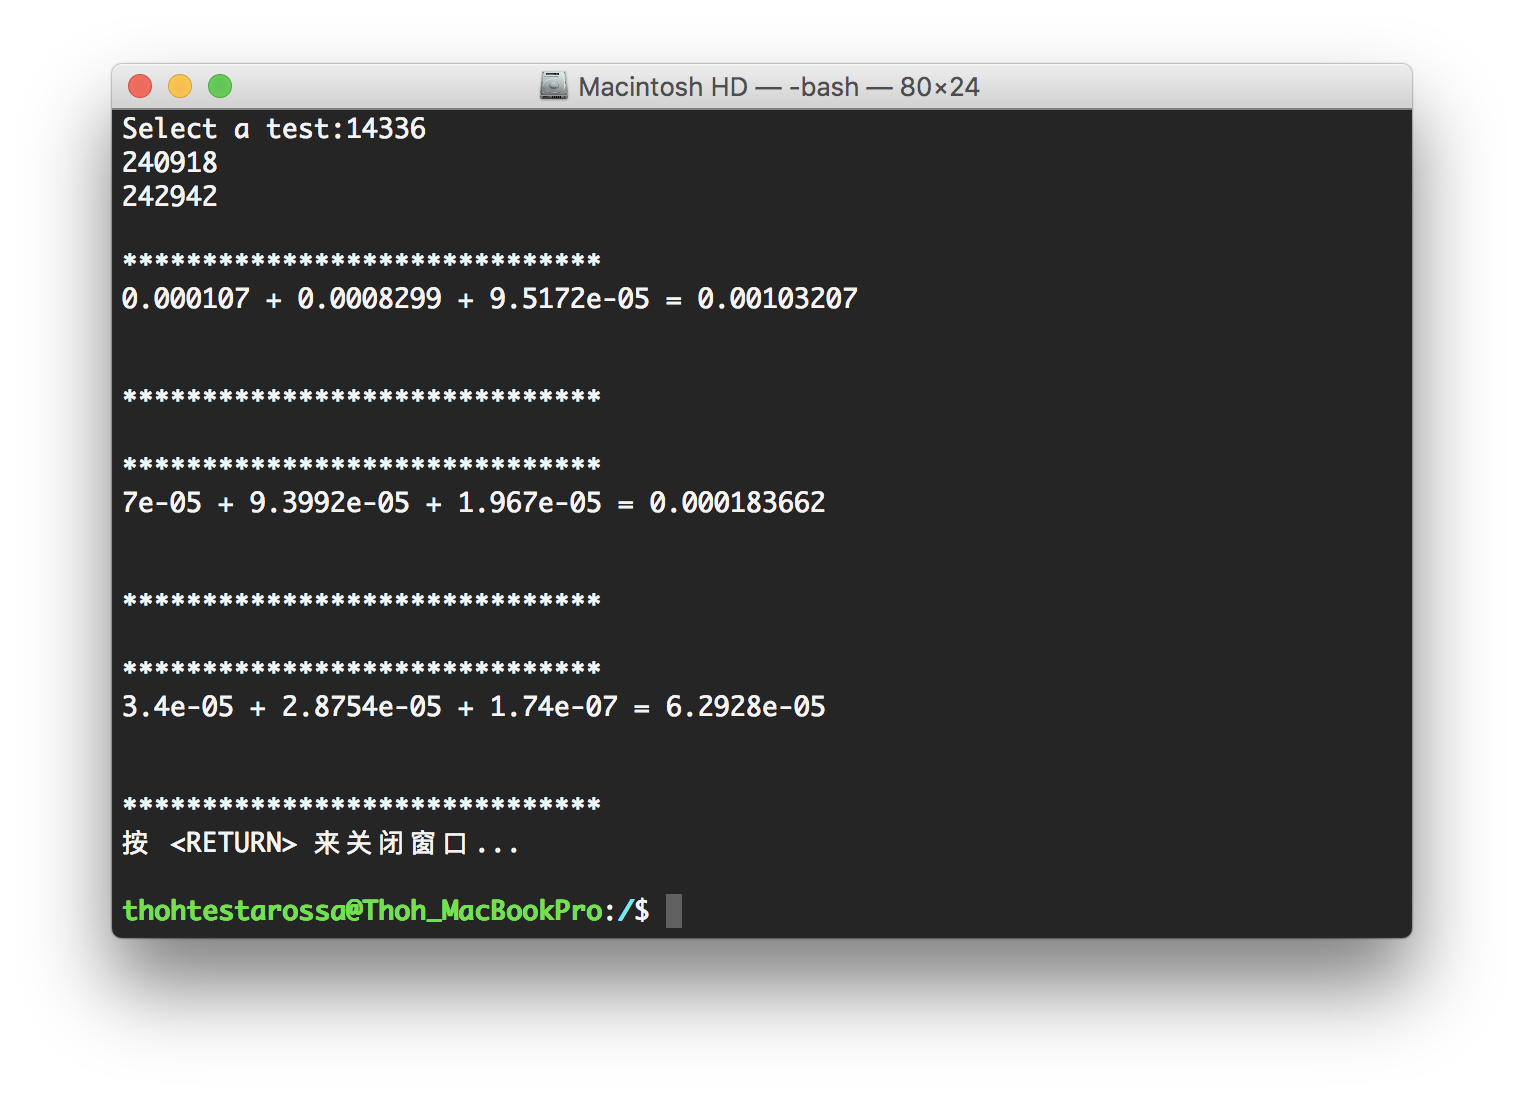 Macintosh HD — -bash — 80×24
Select a test:14336
240918
242942
******************************
0.000107 + 0.0008299 + 9.5172e-05 = 0.00103207
******************************
******************************
7e-05 + 9.3992e-05 + 1.967e-05 = 0.000183662
******************************
******************************
3.4e-05 + 2.8754e-05 + 1.74e-07 = 6.2928e-05
******************************
按 <RETURN> 来关闭窗口...
thohtestarossa@Thoh_MacBookPro:/$